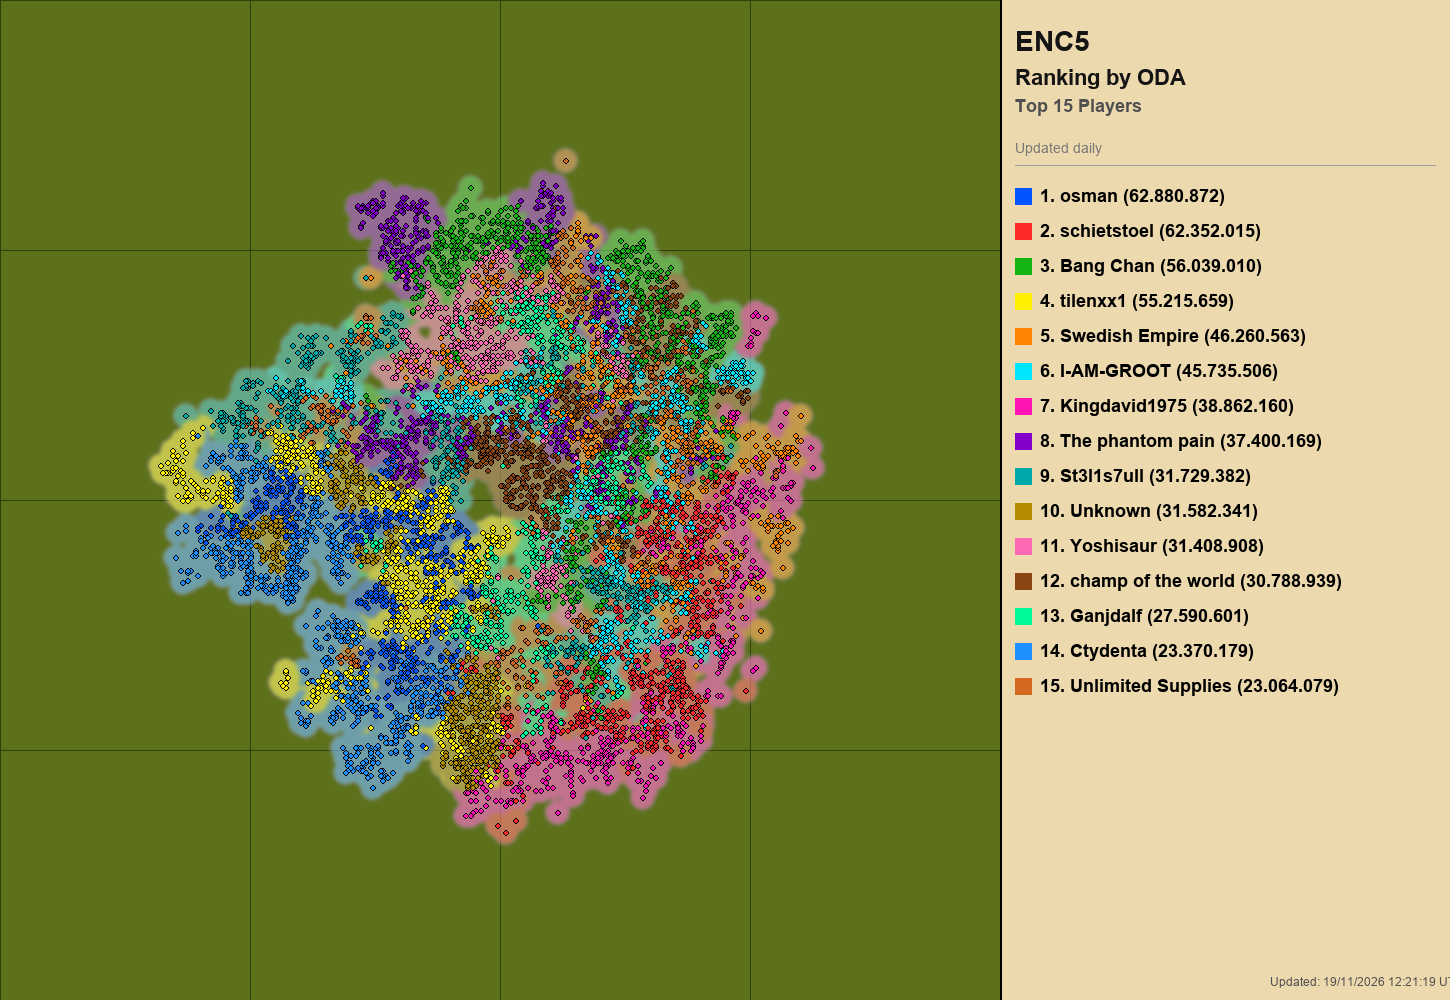 ENC5
Ranking by ODA
Top 15 Players
Updated daily
1. osman (62.880.872)
2. schietstoel (62.352.015)
3. Bang Chan (56.039.010)
4. tilenxx1 (55.215.659)
5. Swedish Empire (46.260.563)
6. I-AM-GROOT (45.735.506)
7. Kingdavid1975 (38.862.160)
8. The phantom pain (37.400.169)
9. St3l1s7ull (31.729.382)
10. Unknown (31.582.341)
11. Yoshisaur (31.408.908)
12. champ of the world (30.788.939)
13. Ganjdalf (27.590.601)
14. Ctydenta (23.370.179)
15. Unlimited Supplies (23.064.079)
Updated: 19/11/2026 12:21:19 U